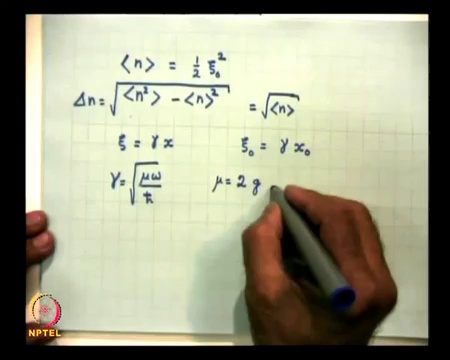 ⟨n⟩ = 1/2 ξ₀²
Δn = √(⟨n²⟩ − ⟨n⟩²) = √⟨n⟩
ξ = γ x    ξ₀ = γ x₀
γ = √(μω/ħ)    μ = 2 g
NPTEL